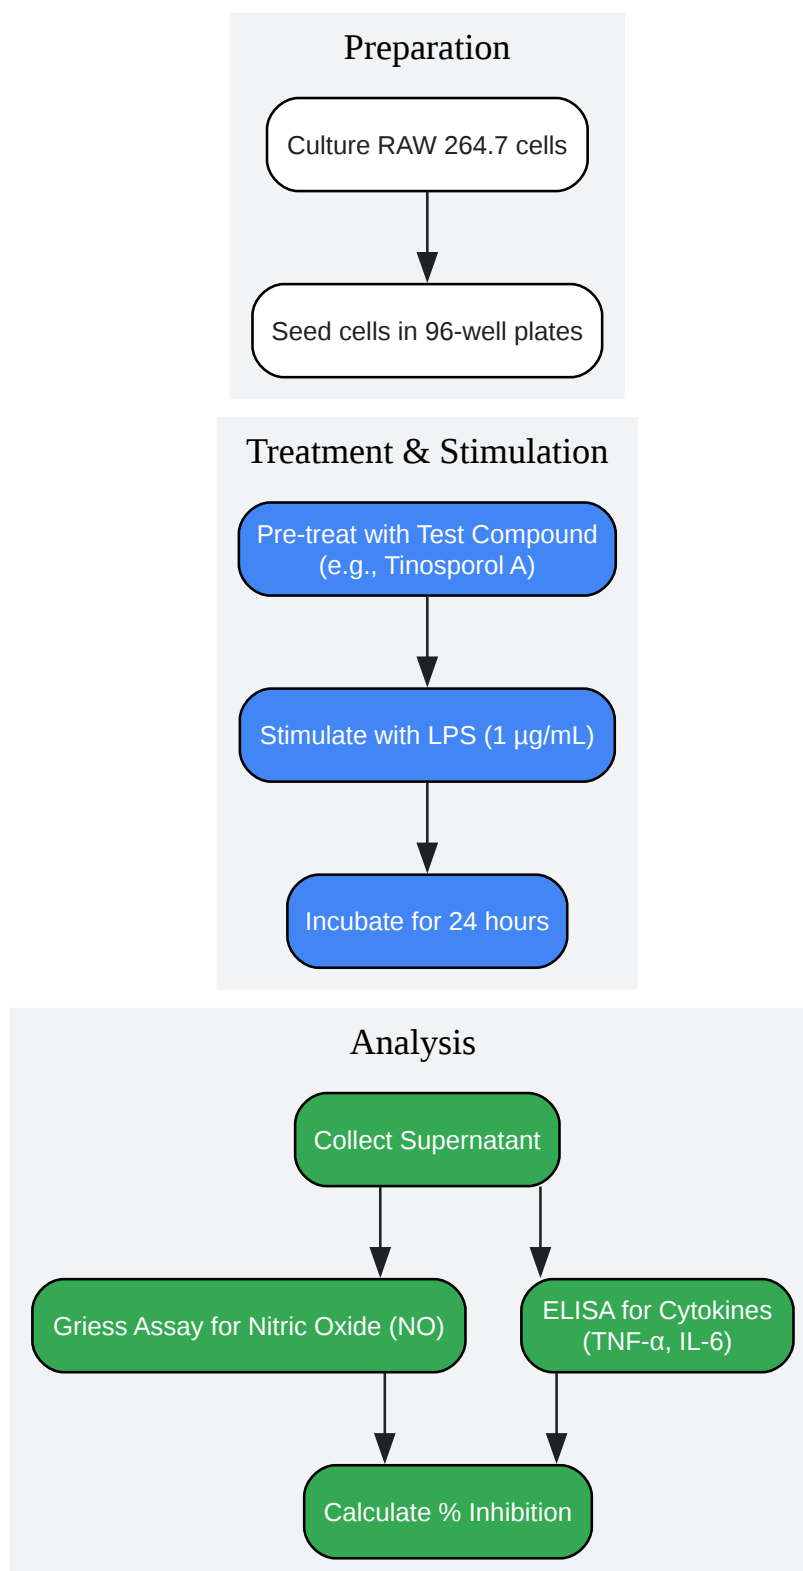 Preparation
Culture RAW 264.7 cells
Seed cells in 96-well plates
Treatment & Stimulation
Pre-treat with Test Compound
(e.g., Tinosporol A)
Stimulate with LPS (1 µg/mL)
Incubate for 24 hours
Analysis
Collect Supernatant
Griess Assay for Nitric Oxide (NO)
ELISA for Cytokines
(TNF-α, IL-6)
Calculate % Inhibition